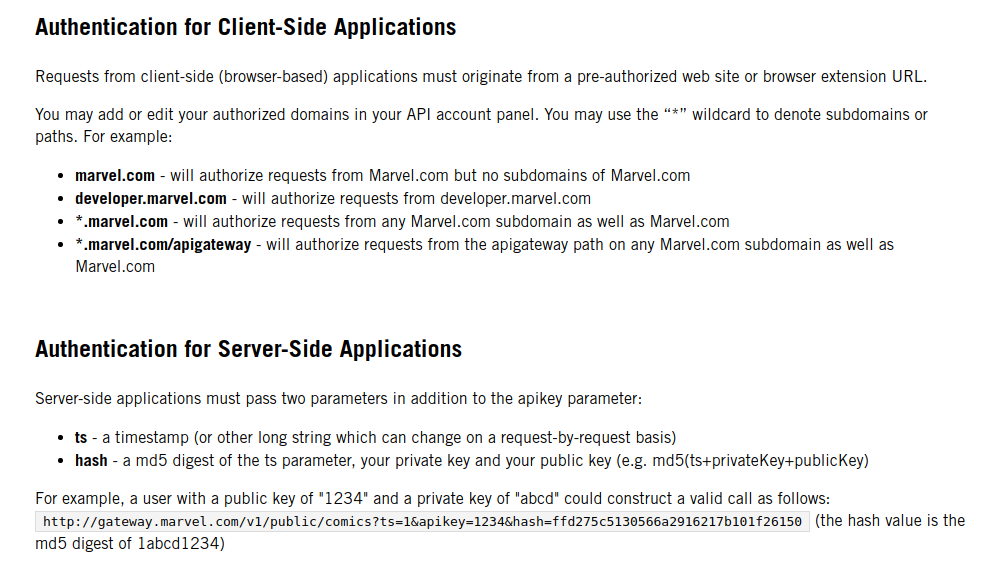 Authentication for Client-Side Applications
Requests from client-side (browser-based) applications must originate from a pre-authorized web site or browser extension URL.
You may add or edit your authorized domains in your API account panel. You may use the “*” wildcard to denote subdomains or
paths. For example:
• marvel.com - will authorize requests from Marvel.com but no subdomains of Marvel.com
• developer.marvel.com - will authorize requests from developer.marvel.com
• *.marvel.com - will authorize requests from any Marvel.com subdomain as well as Marvel.com
• *.marvel.com/apigateway - will authorize requests from the apigateway path on any Marvel.com subdomain as well as
Marvel.com
Authentication for Server-Side Applications
Server-side applications must pass two parameters in addition to the apikey parameter:
• ts - a timestamp (or other long string which can change on a request-by-request basis)
• hash - a md5 digest of the ts parameter, your private key and your public key (e.g. md5(ts+privateKey+publicKey)
For example, a user with a public key of "1234" and a private key of "abcd" could construct a valid call as follows:
http://gateway.marvel.com/v1/public/comics?ts=1&apikey=1234&hash=ffd275c5130566a2916217b101f26150 (the hash value is the
md5 digest of 1abcd1234)